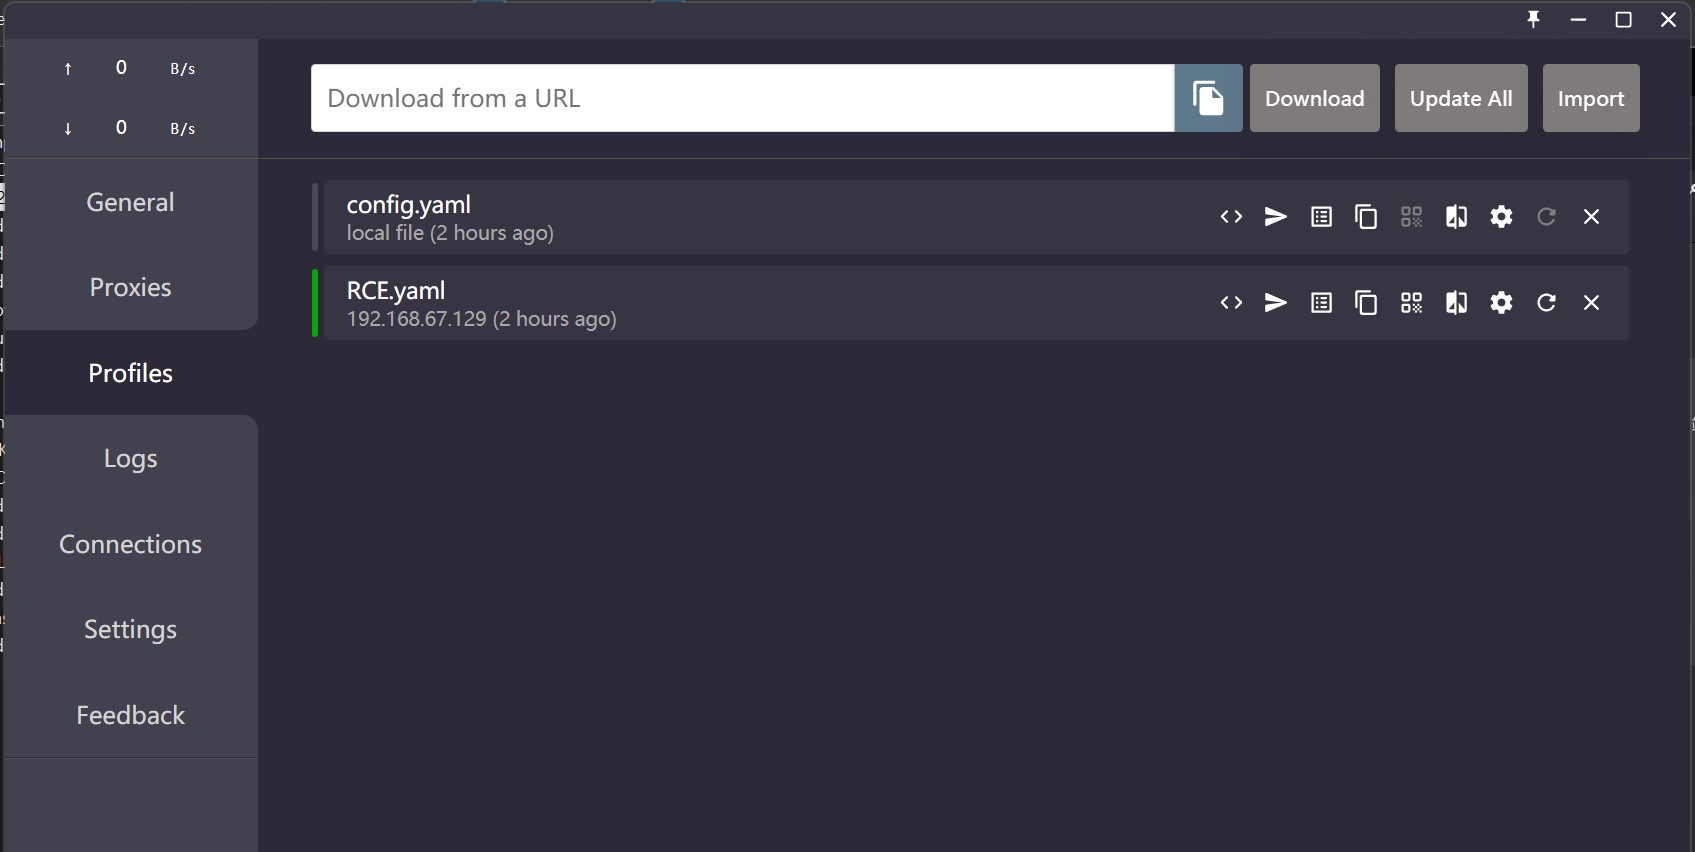 ↑ 0 B/s
↓ 0 B/s
General
Proxies
Profiles
Logs
Connections
Settings
Feedback
Download from a URL
Download
Update All
Import
config.yaml
local file (2 hours ago)
RCE.yaml
192.168.67.129 (2 hours ago)